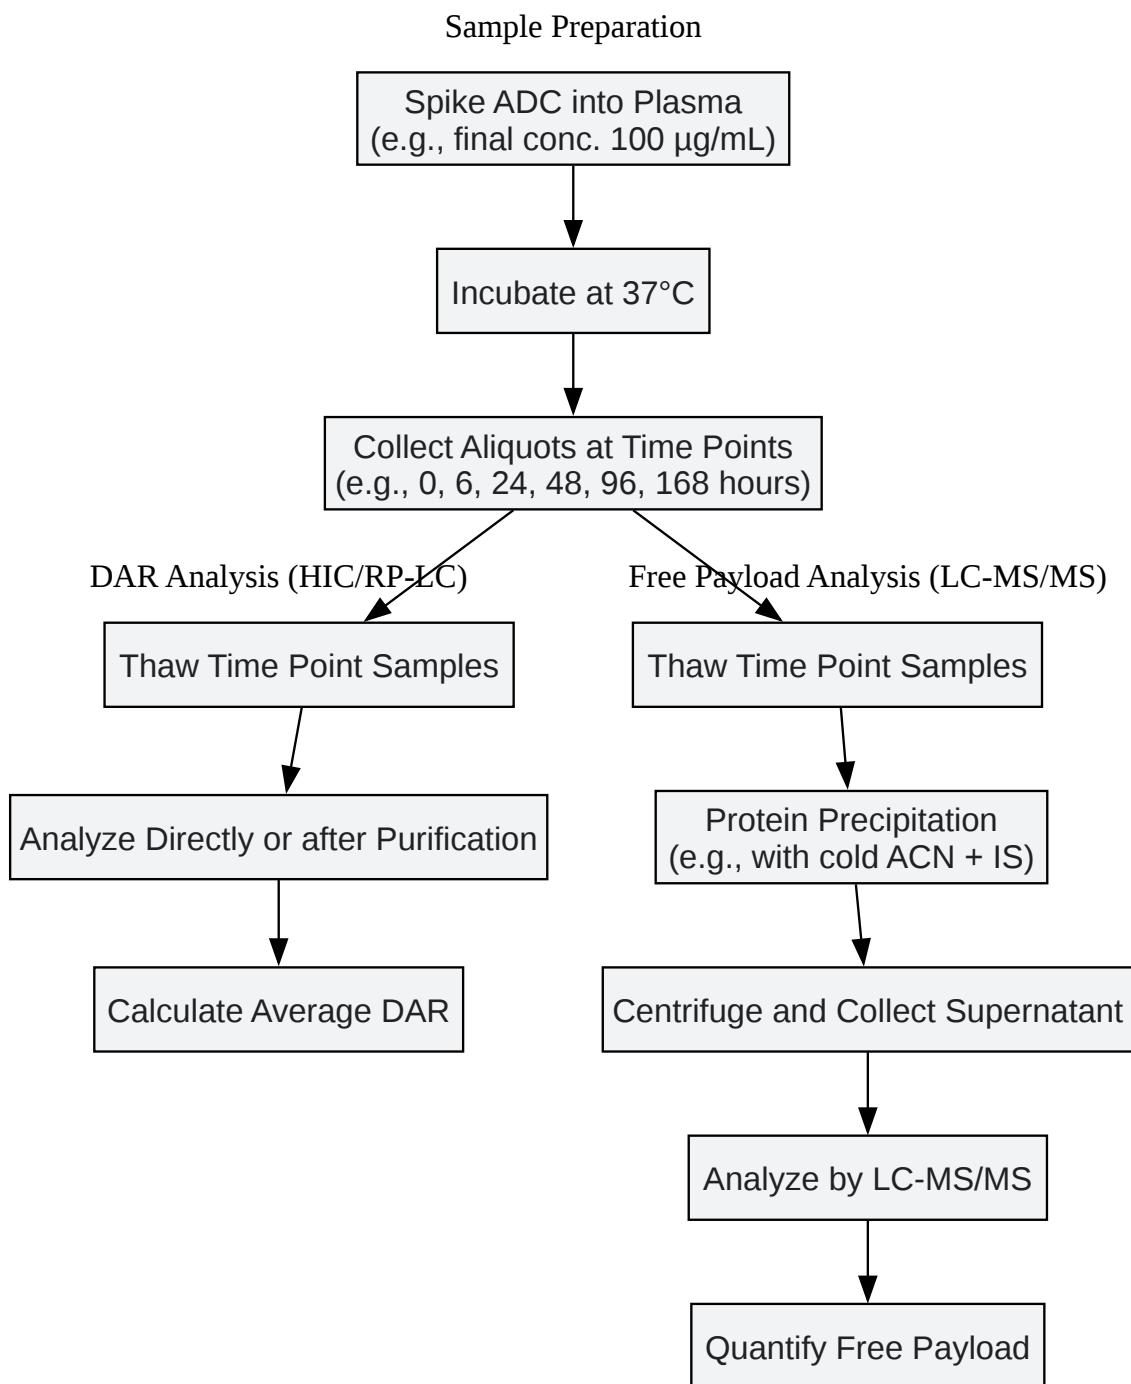 Sample Preparation
Spike ADC into Plasma
(e.g., final conc. 100 µg/mL)
Incubate at 37°C
Collect Aliquots at Time Points
(e.g., 0, 6, 24, 48, 96, 168 hours)
DAR Analysis (HIC/RP-LC)
Thaw Time Point Samples
Analyze Directly or after Purification
Calculate Average DAR
Free Payload Analysis (LC-MS/MS)
Thaw Time Point Samples
Protein Precipitation
(e.g., with cold ACN + IS)
Centrifuge and Collect Supernatant
Analyze by LC-MS/MS
Quantify Free Payload